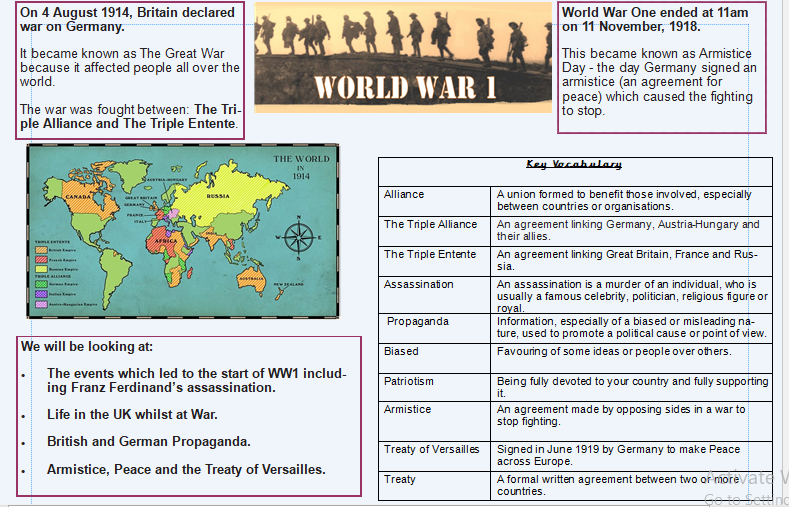 On 4 August 1914, Britain declared
war on Germany.
It became known as The Great War
because it affected people all over the
world.
The war was fought between: The Tri-
ple Alliance and The Triple Entente.
WORLD WAR 1
World War One ended at 11am
on 11 November, 1918.
This became known as Armistice
Day - the day Germany signed an
armistice (an agreement for
peace) which caused the fighting
to stop.
THE WORLD
IN
1914
CANADA
GREAT BRITAIN
GERMANY
FRANCE
ITALY
AUSTRIA-HUNGARY
RUSSIA
AFRICA
INDIA
AUSTRALIA
NEW ZEALAND
N
W
E
S
TRIPLE ENTENTE
British Empire
French Empire
Russian Empire
TRIPLE ALLIANCE
German Empire
Italian Empire
Austro-Hungarian Empire
We will be looking at:
• The events which led to the start of WW1 includ-
ing Franz Ferdinand's assassination.
• Life in the UK whilst at War.
• British and German Propaganda.
• Armistice, Peace and the Treaty of Versailles.
Key Vocabulary
Alliance
A union formed to benefit those involved, especially
between countries or organisations.
The Triple Alliance
An agreement linking Germany, Austria-Hungary and
their allies.
The Triple Entente
An agreement linking Great Britain, France and Rus-
sia.
Assassination
An assassination is a murder of an individual, who is
usually a famous celebrity, politician, religious figure or
royal.
Propaganda
Information, especially of a biased or misleading na-
ture, used to promote a political cause or point of view.
Biased
Favouring of some ideas or people over others.
Patriotism
Being fully devoted to your country and fully supporting
it.
Armistice
An agreement made by opposing sides in a war to
stop fighting.
Treaty of Versailles
Signed in June 1919 by Germany to make Peace
across Europe.
Treaty
A formal written agreement between two or more
countries.
Activate W
Go to Setting